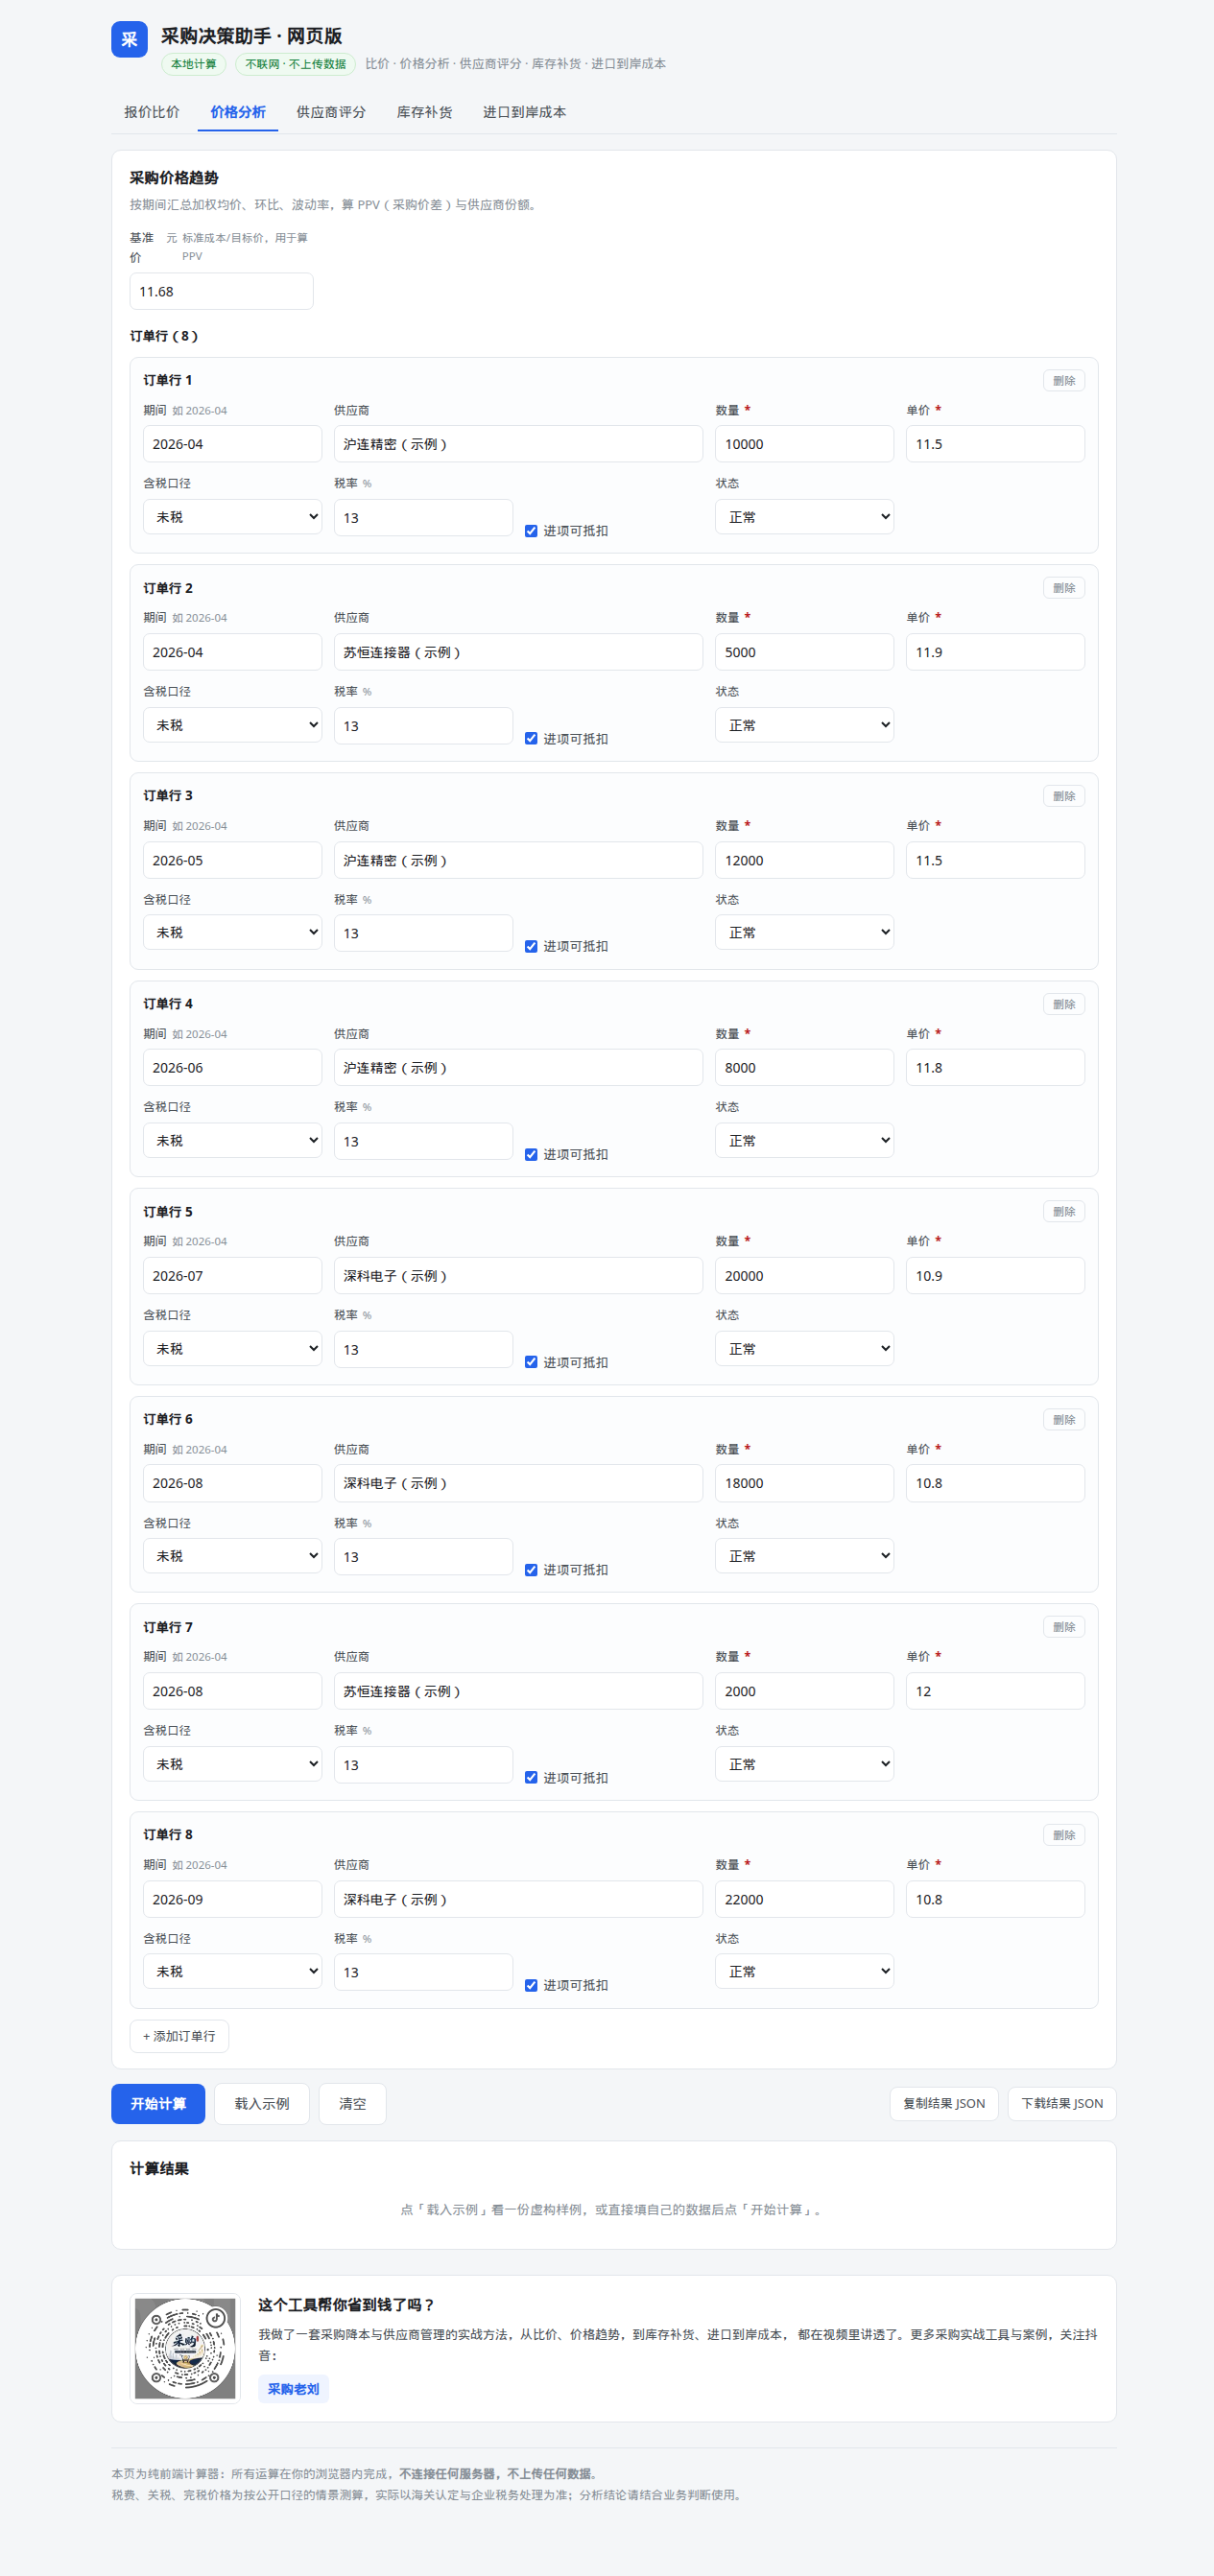 采
采购决策助手 · 网页版
本地计算 不联网 · 不上传数据 比价 · 价格分析 · 供应商评分 · 库存补货 · 进口到岸成本
报价比价 价格分析 供应商评分 库存补货 进口到岸成本
采购价格趋势
按期间汇总加权均价、环比、波动率，算 PPV（采购价差）与供应商份额。
基准价 元 标准成本/目标价，用于算 PPV
11.68
订单行（8）
订单行 1 删除
期间 如 2026-04 供应商 数量 * 单价 *
2026-04 沪连精密（示例） 10000 11.5
含税口径 税率 % 状态
未税 13 进项可抵扣 正常
订单行 2 删除
期间 如 2026-04 供应商 数量 * 单价 *
2026-04 苏恒连接器（示例） 5000 11.9
含税口径 税率 % 状态
未税 13 进项可抵扣 正常
订单行 3 删除
期间 如 2026-04 供应商 数量 * 单价 *
2026-05 沪连精密（示例） 12000 11.5
含税口径 税率 % 状态
未税 13 进项可抵扣 正常
订单行 4 删除
期间 如 2026-04 供应商 数量 * 单价 *
2026-06 沪连精密（示例） 8000 11.8
含税口径 税率 % 状态
未税 13 进项可抵扣 正常
订单行 5 删除
期间 如 2026-04 供应商 数量 * 单价 *
2026-07 深科电子（示例） 20000 10.9
含税口径 税率 % 状态
未税 13 进项可抵扣 正常
订单行 6 删除
期间 如 2026-04 供应商 数量 * 单价 *
2026-08 深科电子（示例） 18000 10.8
含税口径 税率 % 状态
未税 13 进项可抵扣 正常
订单行 7 删除
期间 如 2026-04 供应商 数量 * 单价 *
2026-08 苏恒连接器（示例） 2000 12
含税口径 税率 % 状态
未税 13 进项可抵扣 正常
订单行 8 删除
期间 如 2026-04 供应商 数量 * 单价 *
2026-09 深科电子（示例） 22000 10.8
含税口径 税率 % 状态
未税 13 进项可抵扣 正常
+ 添加订单行
开始计算 载入示例 清空 复制结果 JSON 下载结果 JSON
计算结果
点「载入示例」看一份虚构样例，或直接填自己的数据后点「开始计算」。
采购
这个工具帮你省到钱了吗？
我做了一套采购降本与供应商管理的实战方法，从比价、价格趋势，到库存补货、进口到岸成本， 都在视频里讲透了。更多采购实战工具与案例，关注抖
音：
采购老刘
本页为纯前端计算器：所有运算在你的浏览器内完成，不连接任何服务器，不上传任何数据。
税费、关税、完税价格为按公开口径的情景测算，实际以海关认定与企业税务处理为准；分析结论请结合业务判断使用。